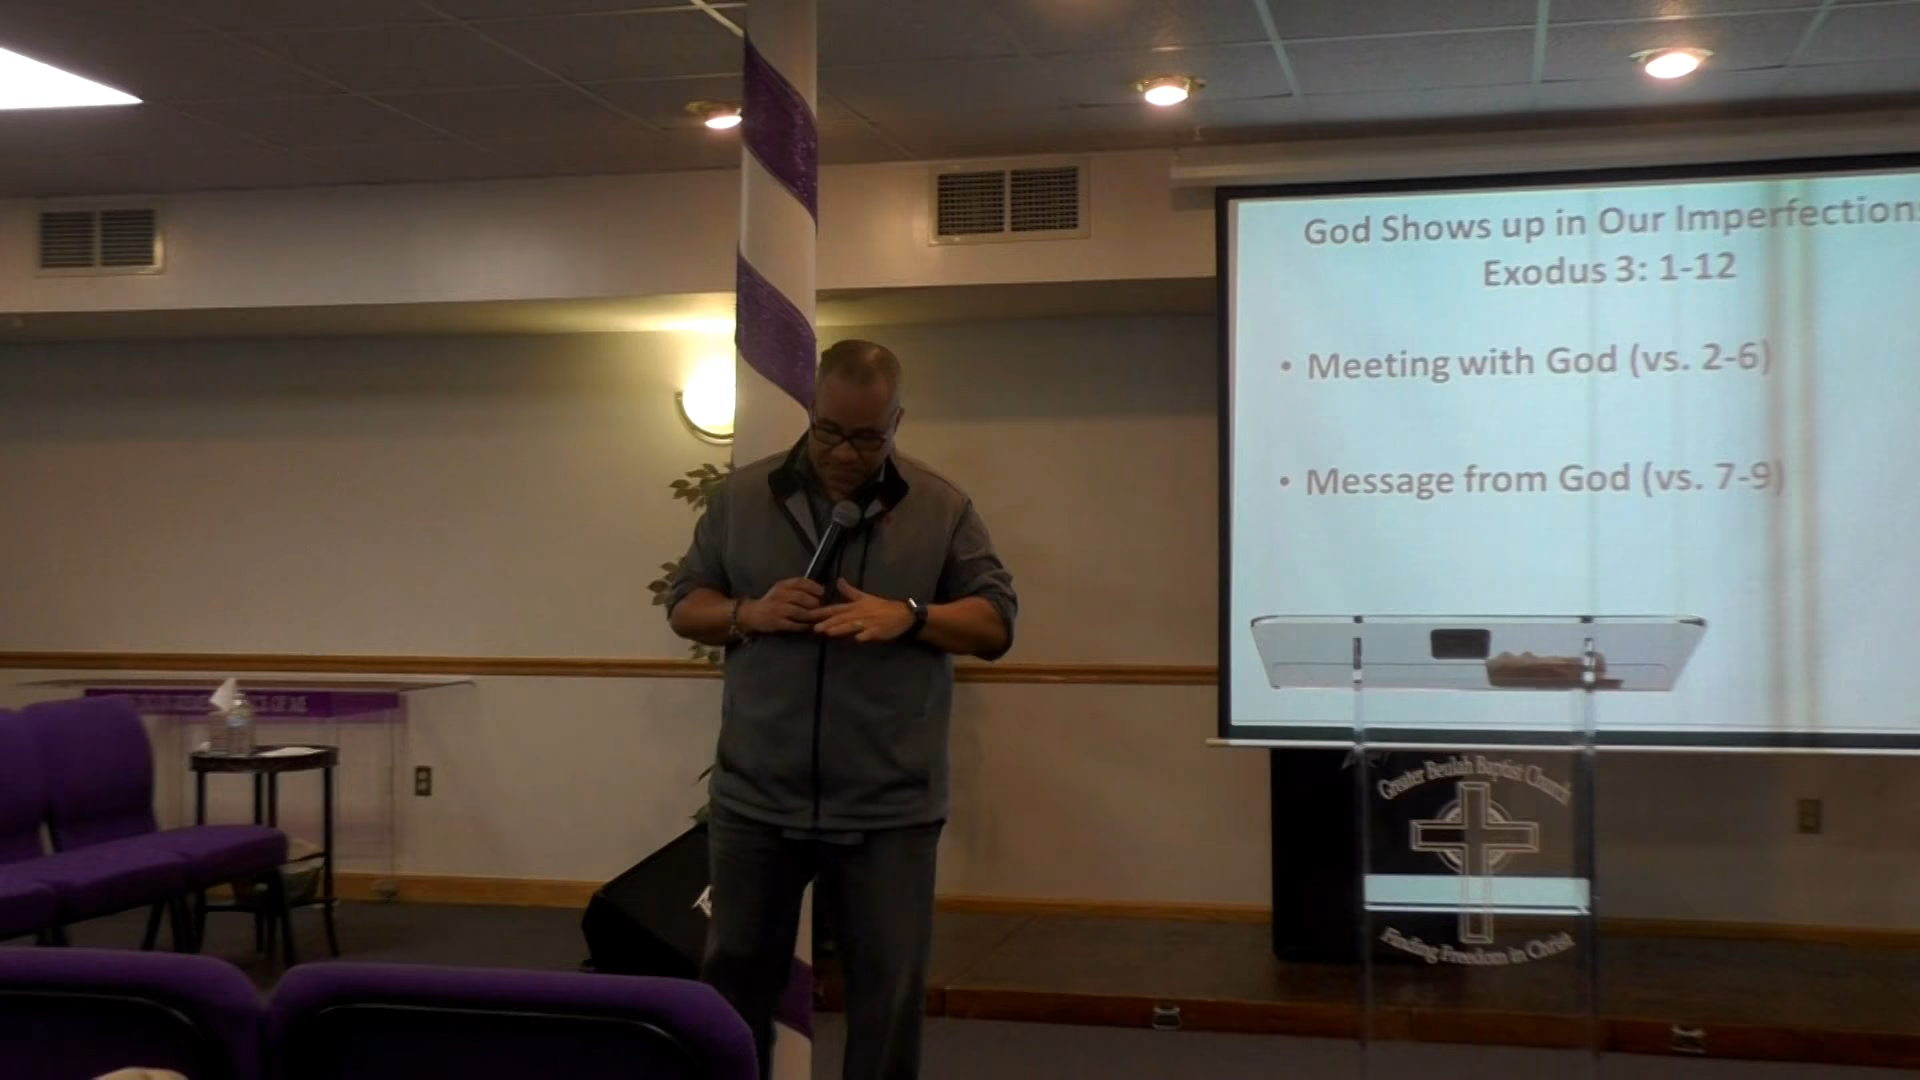 God Shows up in Our Imperfections
Exodus 3: 1-12
• Meeting with God (vs. 2-6)
• Message from God (vs. 7-9)
Greater Beulah Baptist Church
Finding Freedom in Christ